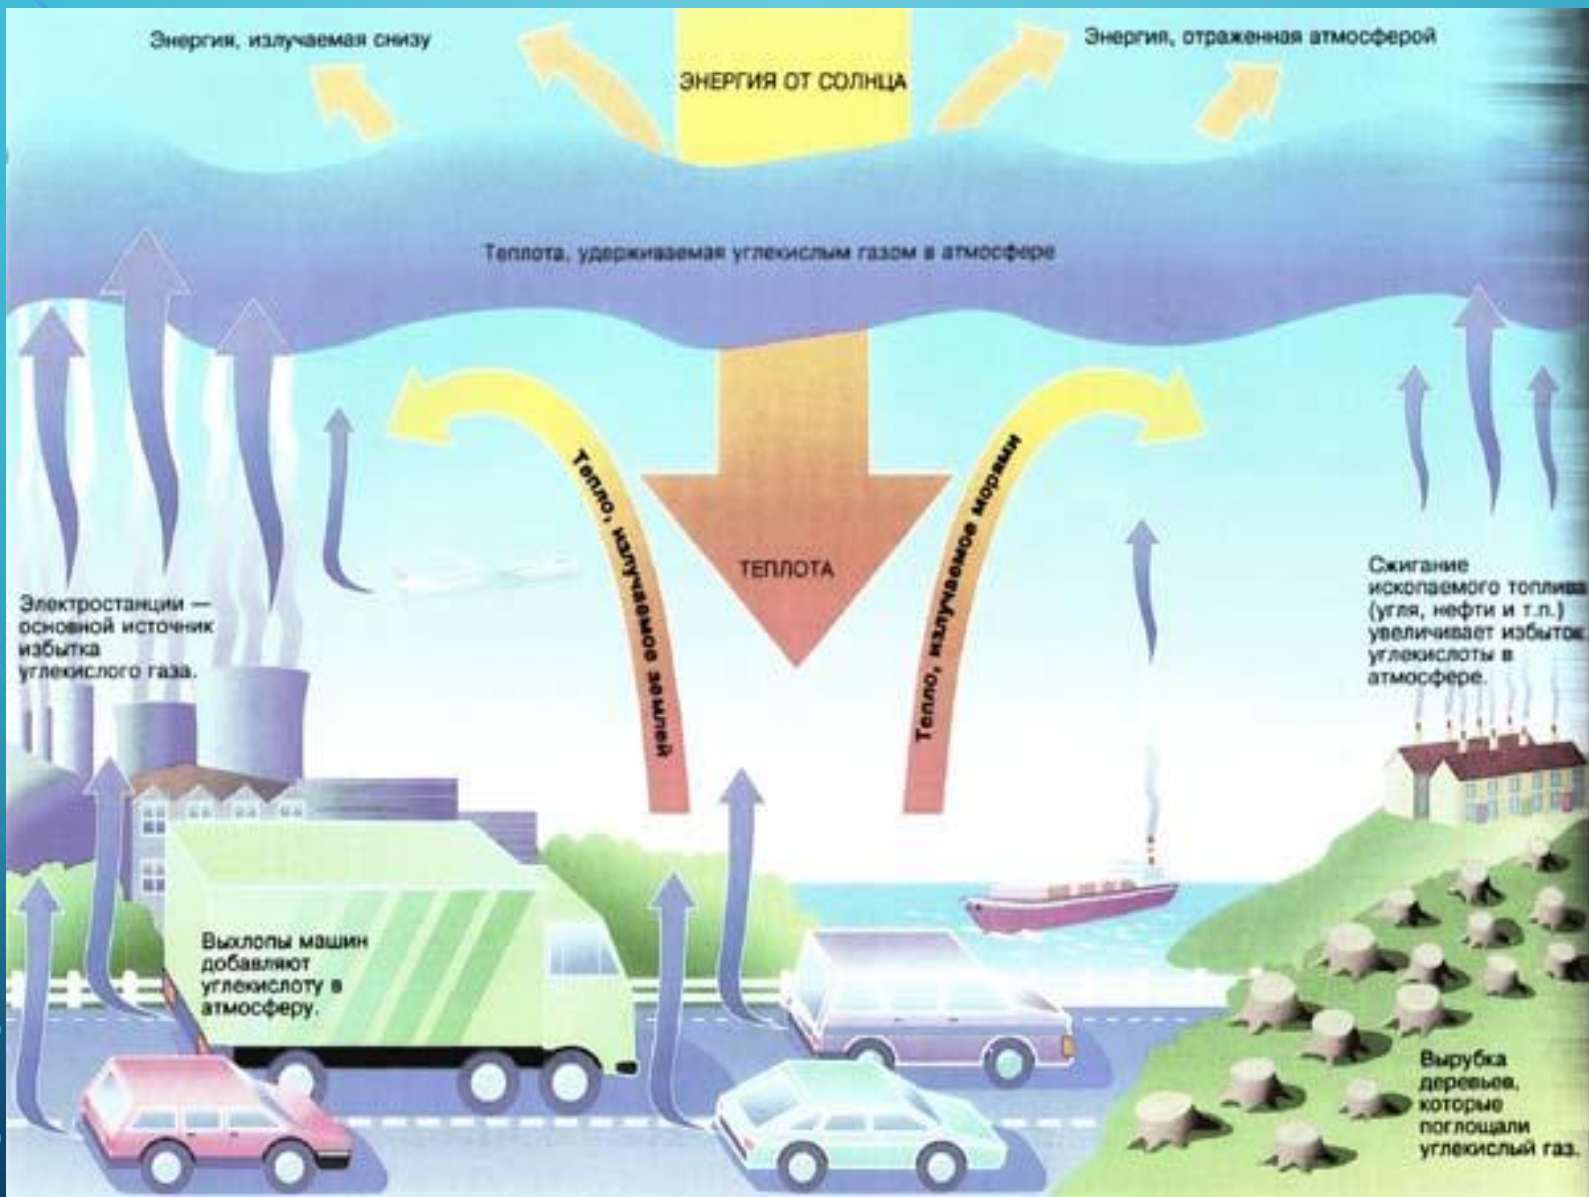 Энергия, излучаемая снизу
ЭНЕРГИЯ ОТ СОЛНЦА
Энергия, отраженная атмосферой
Теплота, удерживаемая углекислым газом в атмосфере
Тепло, излучаемое землей
ТЕПЛОТА
Тепло, излучаемое морями
Электростанции —
основной источник
избытка
углекислого газа.
Сжигание
ископаемого топлива
(угля, нефти и т.п.)
увеличивает избыток
углекислоты в
атмосфере.
Выхлопы машин
добавляют
углекислоту в
атмосферу.
Вырубка
деревьев,
которые
поглощали
углекислый газ.